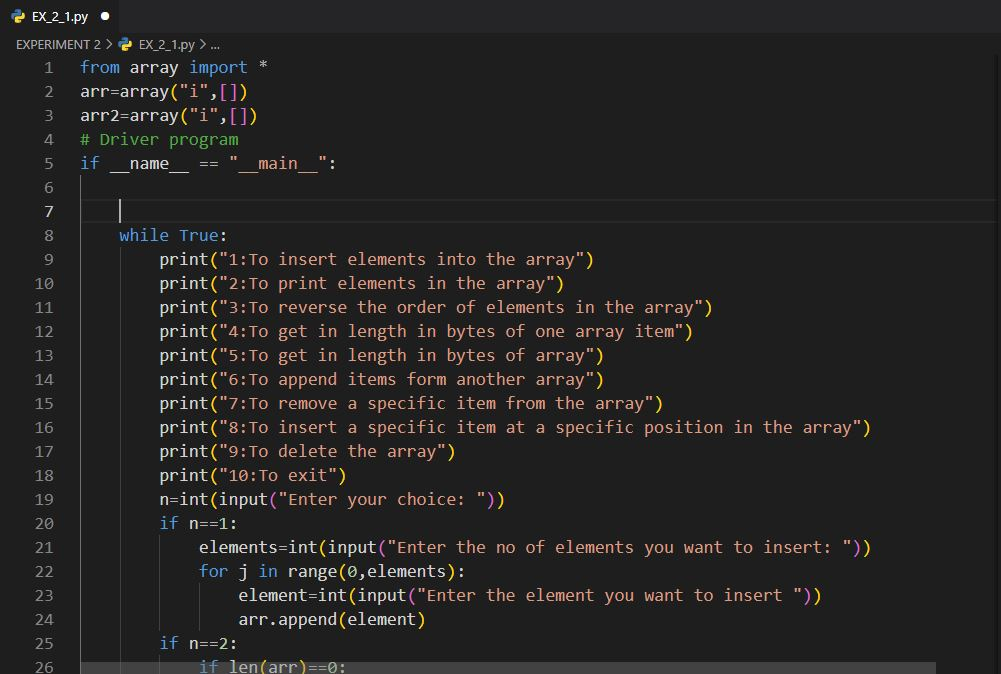 EX_2_1.py
EXPERIMENT 2 > EX_2_1.py > ...
1 from array import *
2 arr=array("i",[])
3 arr2=array("i",[])
4 # Driver program
5 if __name__ == "__main__":
6
7
8 while True:
9 print("1:To insert elements into the array")
10 print("2:To print elements in the array")
11 print("3:To reverse the order of elements in the array")
12 print("4:To get in length in bytes of one array item")
13 print("5:To get in length in bytes of array")
14 print("6:To append items form another array")
15 print("7:To remove a specific item from the array")
16 print("8:To insert a specific item at a specific position in the array")
17 print("9:To delete the array")
18 print("10:To exit")
19 n=int(input("Enter your choice: "))
20 if n==1:
21 elements=int(input("Enter the no of elements you want to insert: "))
22 for j in range(0,elements):
23 element=int(input("Enter the element you want to insert "))
24 arr.append(element)
25 if n==2:
26 if len(arr)==0: